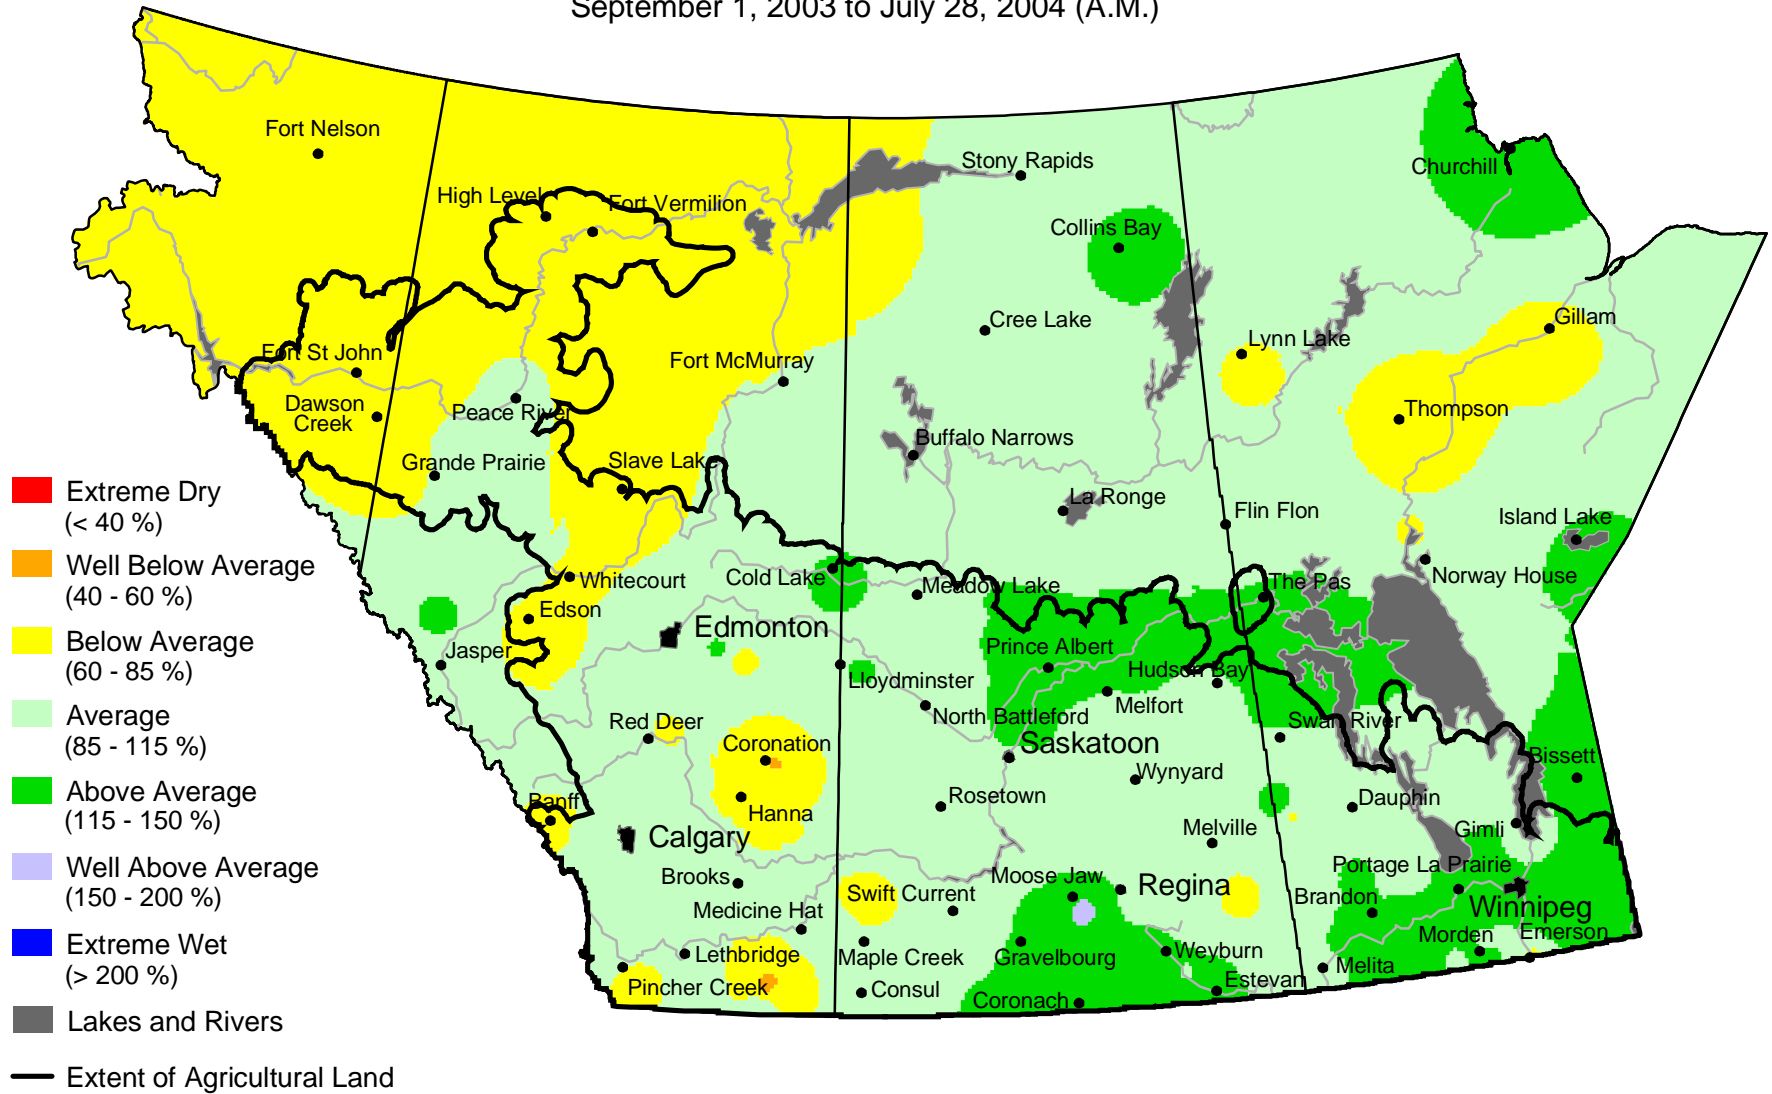 September 1, 2003 to July 28, 2004 (A.M.)
Fort Nelson
Stony Rapids
Churchill
High Level
Fort Vermilion
Collins Bay
Cree Lake
Gillam
Lynn Lake
Fort St John
Fort McMurray
Dawson
Creek
Peace River
Thompson
Buffalo Narrows
Grande Prairie
Slave Lake
La Ronge
Flin Flon
Island Lake
Whitecourt
Cold Lake
Meadow Lake
The Pas
Norway House
Edson
Edmonton
Jasper
Prince Albert
Hudson Bay
Lloydminster
Melfort
North Battleford
Red Deer
Swan River
Coronation
Saskatoon
Bissett
Wynyard
Banff
Hanna
Rosetown
Dauphin
Calgary
Melville
Gimli
Portage La Prairie
Brooks
Swift Current
Moose Jaw
Regina
Brandon
Medicine Hat
Winnipeg
Morden
Emerson
Lethbridge
Maple Creek
Gravelbourg
Weyburn
Melita
Pincher Creek
Consul
Coronach
Estevan
Extreme Dry
(< 40 %)
Well Below Average
(40 - 60 %)
Below Average
(60 - 85 %)
Average
(85 - 115 %)
Above Average
(115 - 150 %)
Well Above Average
(150 - 200 %)
Extreme Wet
(> 200 %)
Lakes and Rivers
Extent of Agricultural Land